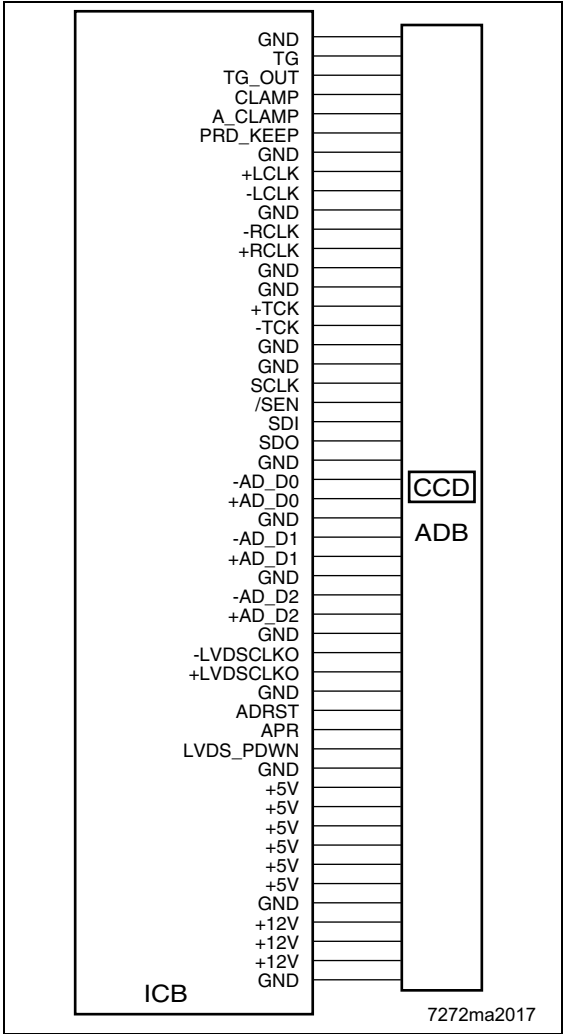 GND
TG
TG_OUT
CLAMP
A_CLAMP
PRD_KEEP
GND
+LCLK
-LCLK
GND
-RCLK
+RCLK
GND
GND
+TCK
-TCK
GND
GND
SCLK
/SEN
SDI
SDO
GND
-AD_D0
+AD_D0
GND
-AD_D1
+AD_D1
GND
-AD_D2
+AD_D2
GND
-LVDSCLKO
+LVDSCLKO
GND
ADRST
APR
LVDS_PDWN
GND
+5V
+5V
+5V
+5V
+5V
+5V
GND
+12V
+12V
+12V
GND
ICB
CCD
ADB
7272ma2017